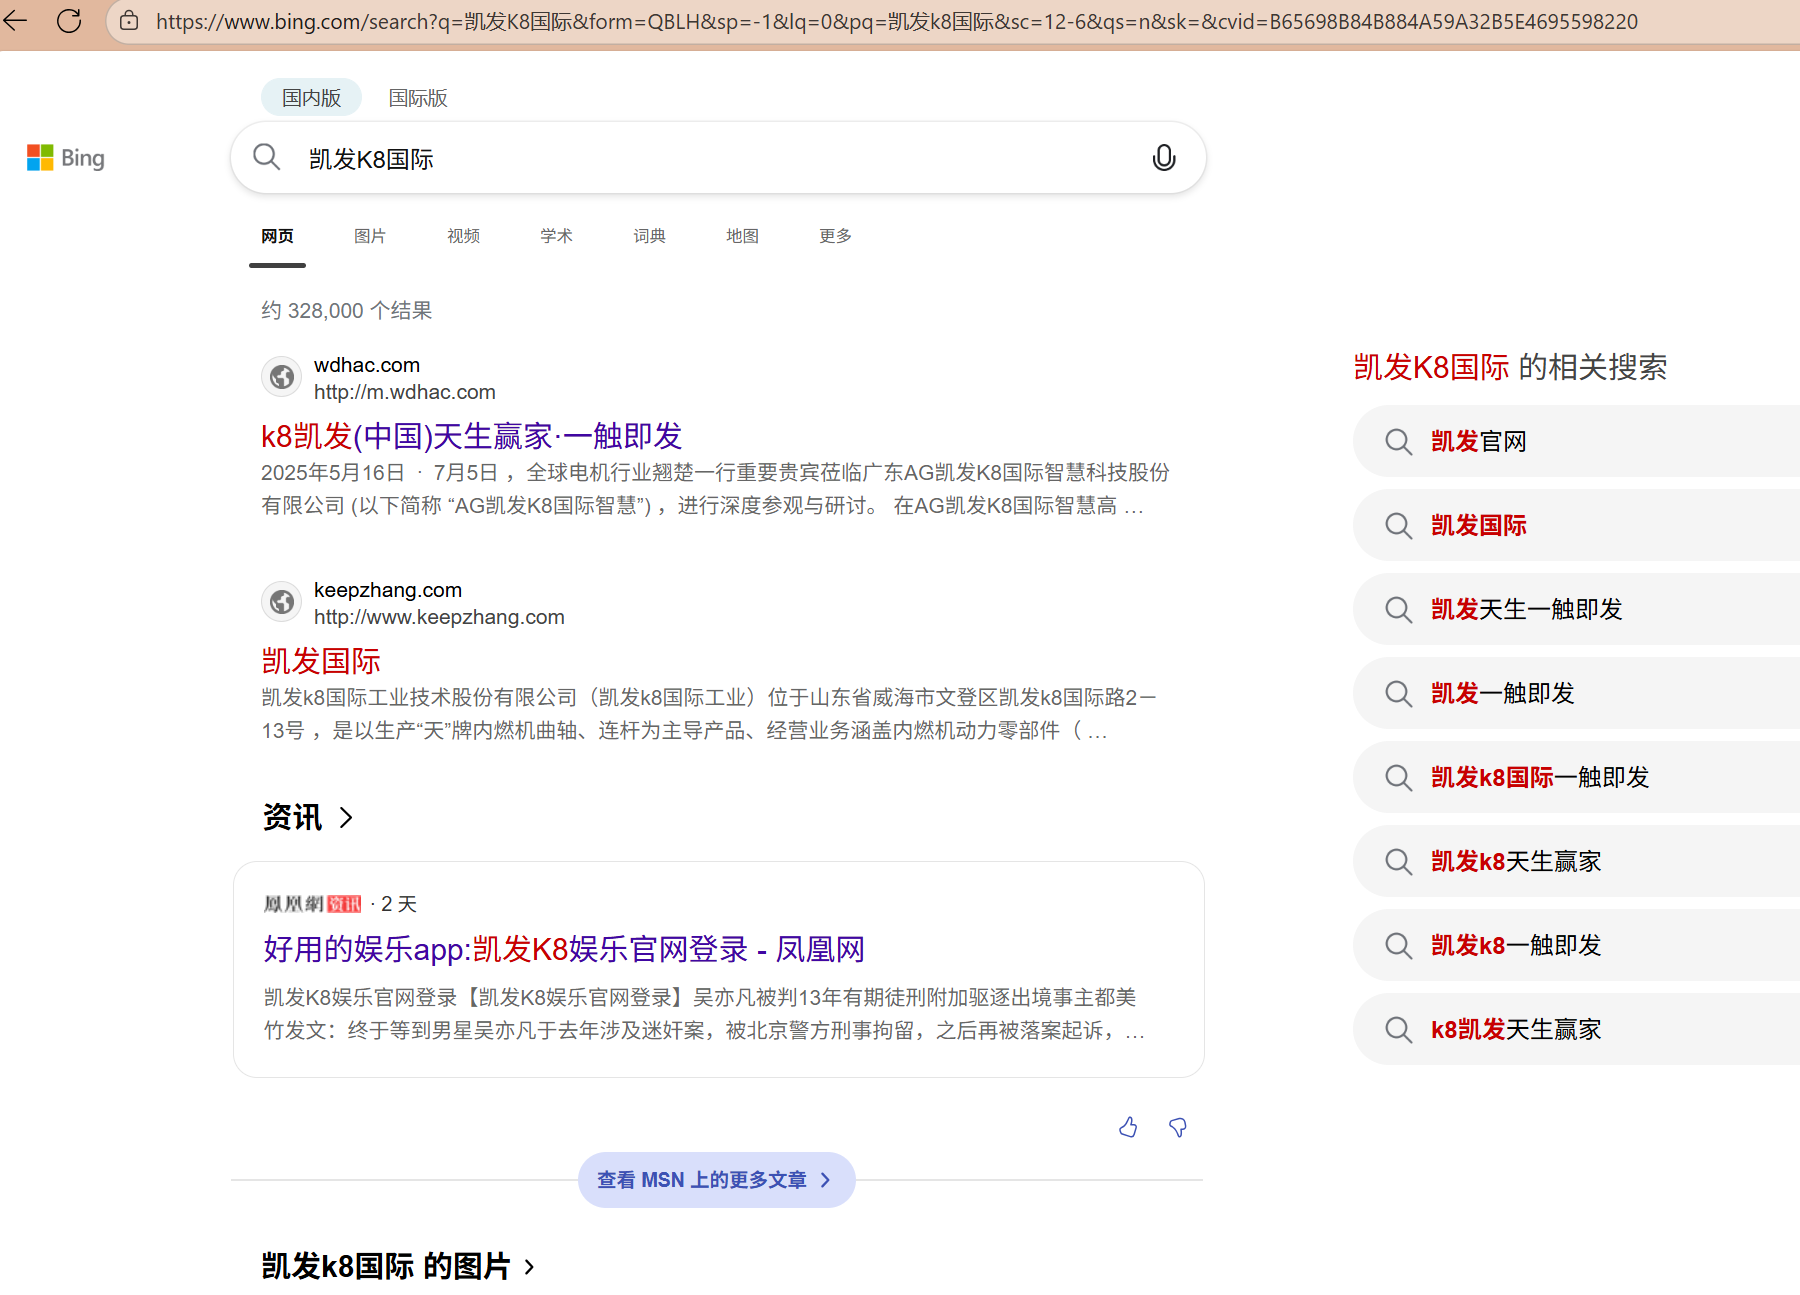 https://www.bing.com/search?q=凯发K8国际&form=QBLH&sp=-1&lq=0&pq=凯发k8国际&sc=12-6&qs=n&sk=&cvid=B65698B84B884A59A32B5E4695598220
国内版 国际版
Bing
凯发K8国际
网页 图片 视频 学术 词典 地图 更多
约 328,000 个结果
wdhac.com
http://m.wdhac.com
k8凯发(中国)天生赢家·一触即发
2025年5月16日 · 7月5日 ，全球电机行业翘楚一行重要贵宾莅临广东AG凯发K8国际智慧科技股份
有限公司 (以下简称 “AG凯发K8国际智慧”) ，进行深度参观与研讨。 在AG凯发K8国际智慧高 …
keepzhang.com
http://www.keepzhang.com
凯发国际
凯发k8国际工业技术股份有限公司（凯发k8国际工业）位于山东省威海市文登区凯发k8国际路2－
13号 ，是以生产“天”牌内燃机曲轴、连杆为主导产品、经营业务涵盖内燃机动力零部件（ …
资讯
鳳凰網资讯 · 2 天
好用的娱乐app:凯发K8娱乐官网登录 - 凤凰网
凯发K8娱乐官网登录【凯发K8娱乐官网登录】吴亦凡被判13年有期徒刑附加驱逐出境事主都美
竹发文：终于等到男星吴亦凡于去年涉及迷奸案，被北京警方刑事拘留，之后再被落案起诉，…
查看 MSN 上的更多文章
凯发k8国际 的图片
凯发K8国际 的相关搜索
凯发官网
凯发国际
凯发天生一触即发
凯发一触即发
凯发k8国际一触即发
凯发k8天生赢家
凯发k8一触即发
k8凯发天生赢家